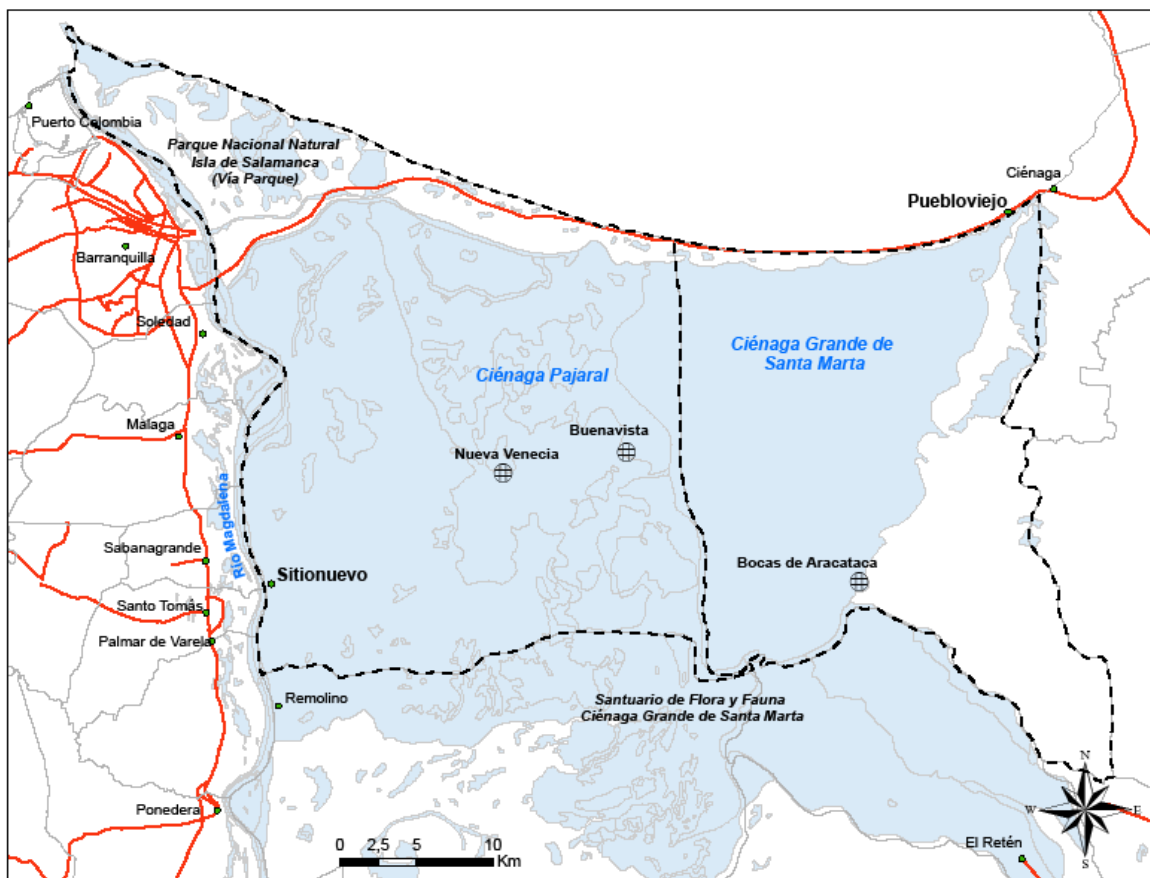 Puerto Colombia
Parque Nacional Natural
Isla de Salamanca
(Vía Parque)
Ciénaga
Puebloviejo
Barranquilla
Soledad
Ciénaga Grande de
Santa Marta
Ciénaga Pajaral
Malaga
Buenavista
Nueva Venecia
Río Magdalena
Sabanagrande
Bocas de Aracataca
Sitionuevo
Santo Tomás
Palmar de Varela
Remolino
Santuario de Flora y Fauna
Ciénaga Grande de Santa Marta
Ponedera
N
W
E
S
0 2,5 5 10
Km
El Retén